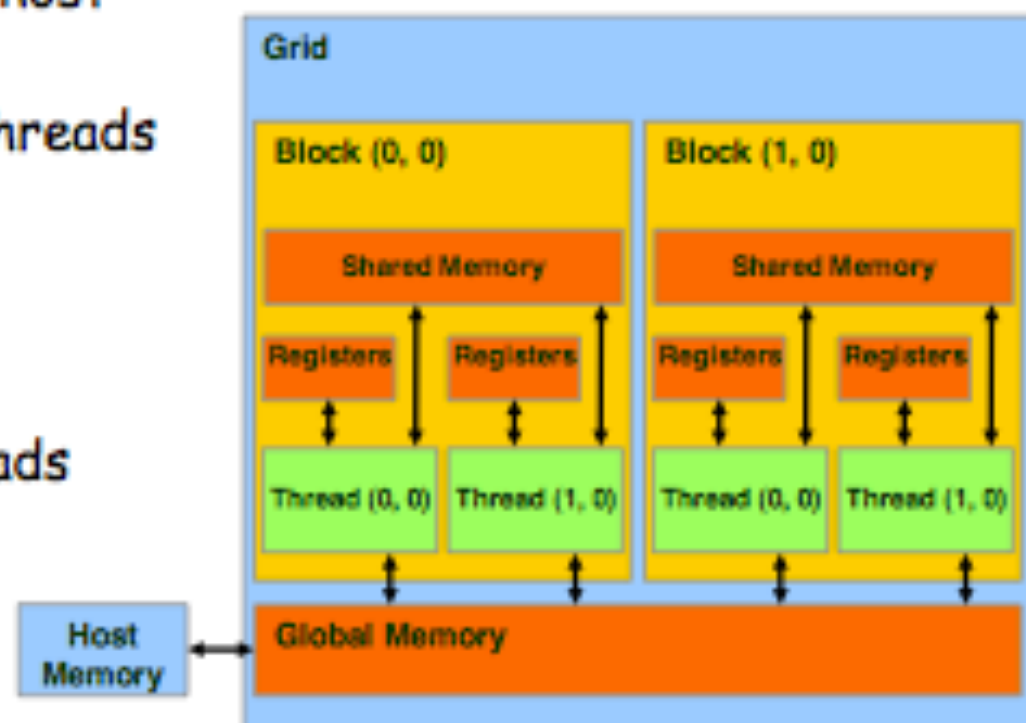 Grid
hreads
Block (0, 0)
Block (1, 0)
Shared Memory
Shared Memory
Registers
Registers
Registers
Registers
ads
Thread (0, 0)
Thread (1, 0)
Thread (0, 0)
Thread (1, 0)
Host
Memory
Global Memory